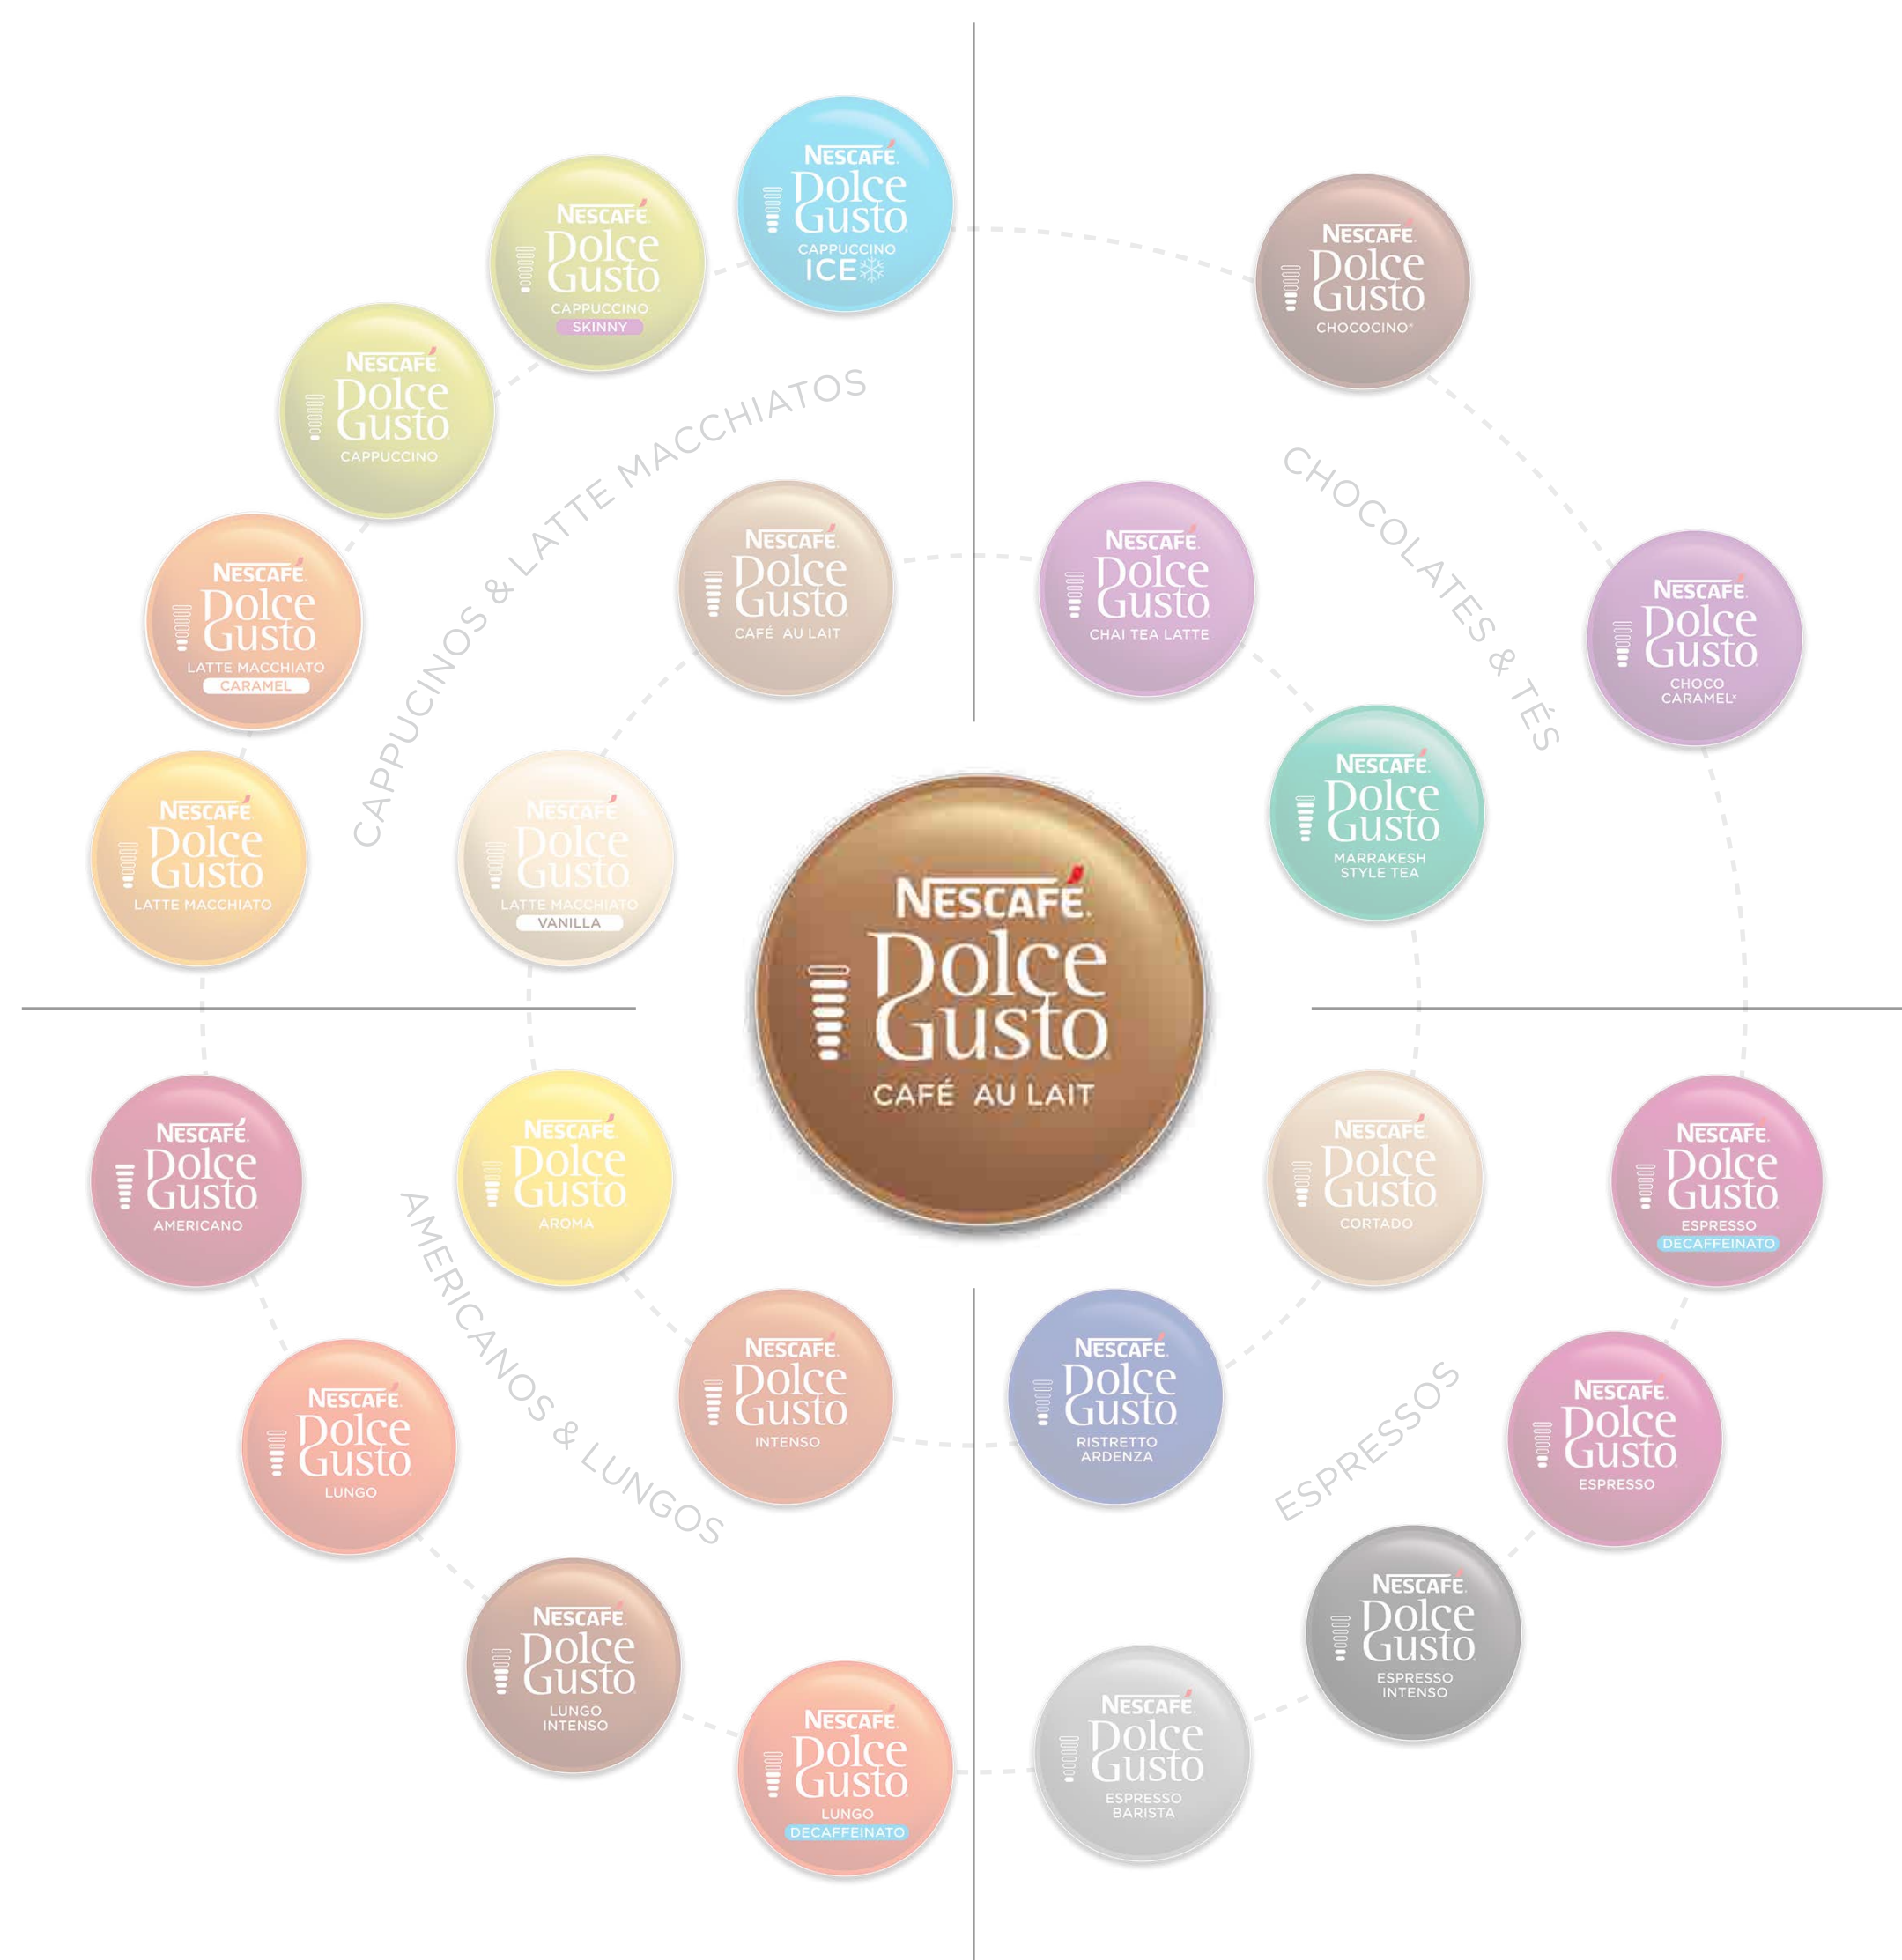 NESCAFÉ.
Dolce
Gusto
CAPPUCCINO
ICE
NESCAFÉ.
Dolce
Gusto
CAPPUCCINO
SKINNY
NESCAFÉ.
Dolce
Gusto
CAPPUCCINO
NESCAFÉ.
Dolce
Gusto
LATTE MACCHIATO
CARAMEL
NESCAFÉ.
Dolce
Gusto
LATTE MACCHIATO
CAPPUCINOS & LATTE MACCHIATOS
NESCAFÉ.
Dolce
Gusto
CAFÉ AU LAIT
NESCAFÉ.
Dolce
Gusto
LATTE MACCHIATO
VANILLA
NESCAFÉ.
Dolce
Gusto
CHOCOCINO®
NESCAFÉ.
Dolce
Gusto
CHOCO
CARAMEL*
CHOCOLATES & TÉS
NESCAFÉ.
Dolce
Gusto
CHAI TEA LATTE
NESCAFÉ.
Dolce
Gusto
MARRAKESH
STYLE TEA
NESCAFÉ.
Dolce
Gusto
CAFÉ AU LAIT
NESCAFÉ.
Dolce
Gusto
AMERICANO
NESCAFÉ.
Dolce
Gusto
AROMA
NESCAFÉ.
Dolce
Gusto
INTENSO
AMERICANOS & LUNGOS
NESCAFÉ.
Dolce
Gusto
LUNGO
NESCAFÉ.
Dolce
Gusto
LUNGO
INTENSO
NESCAFÉ.
Dolce
Gusto
LUNGO
DECAFFEINATO
NESCAFÉ.
Dolce
Gusto
CORTADO
NESCAFÉ.
Dolce
Gusto
ESPRESSO
DECAFFEINATO
NESCAFÉ.
Dolce
Gusto
RISTRETTO
ARDENZA
ESPRESSOS
NESCAFÉ.
Dolce
Gusto
ESPRESSO
NESCAFÉ.
Dolce
Gusto
ESPRESSO
INTENSO
NESCAFÉ.
Dolce
Gusto
ESPRESSO
BARISTA